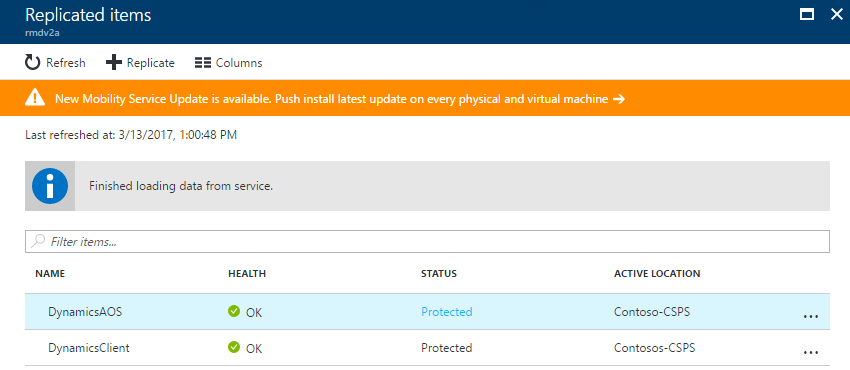 Replicated items
rmdv2a
Refresh Replicate Columns
New Mobility Service Update is available. Push install latest update on every physical and virtual machine →
Last refreshed at: 3/13/2017, 1:00:48 PM
Finished loading data from service.
Filter items...
NAME HEALTH STATUS ACTIVE LOCATION
DynamicsAOS OK Protected Contoso-CSPS ...
DynamicsClient OK Protected Contosos-CSPS ...